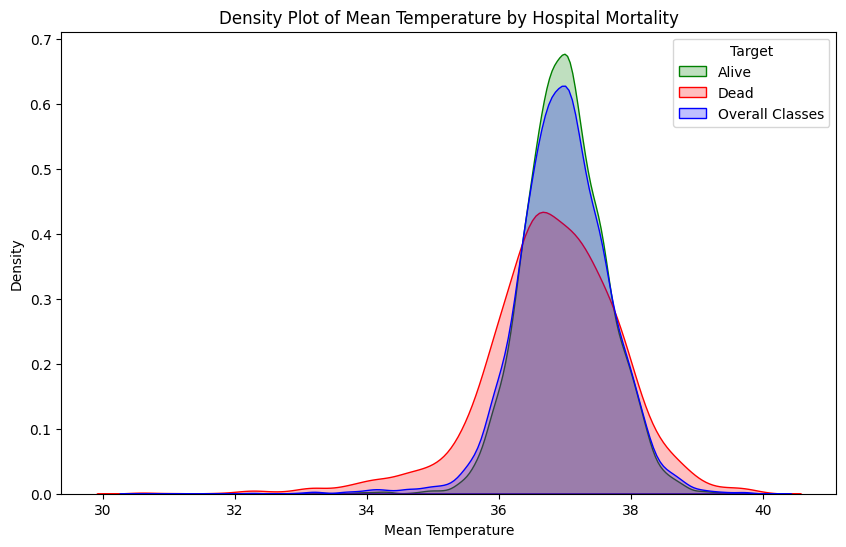 Density Plot of Mean Temperature by Hospital Mortality
Target
Alive
Dead
Overall Classes
Density
0.7
0.6
0.5
0.4
0.3
0.2
0.1
0.0
30 32 34 36 38 40
Mean Temperature